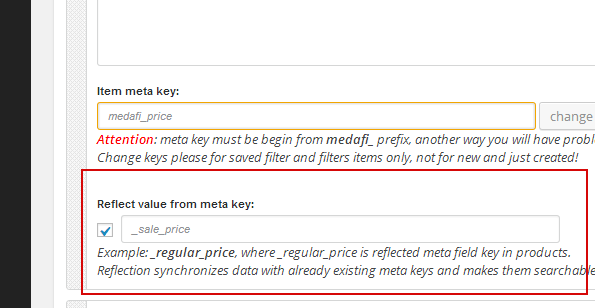 Item meta key:
medafi_price
change
Attention: meta key must be begin from medafi_ prefix, another way you will have
Change keys please for saved filter and filters items only, not for new and just created!
Reflect value from meta key:
_sale_price
Example: _regular_price, where _regular_price is reflected meta field key in products.
Reflection synchronizes data with already existing meta keys and makes them searchable